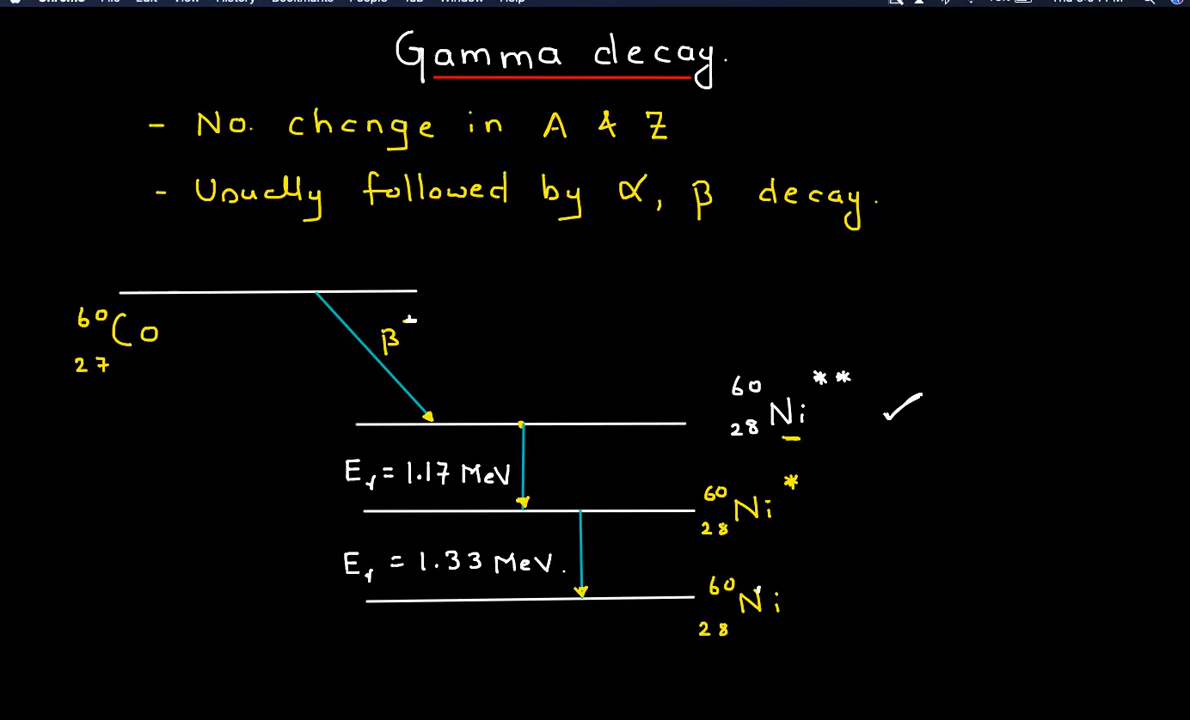 Gamma decay.
- No. change in A & Z
- Usually followed by α, β decay.
60
27 Co
β-
60
28 Ni **
Eγ = 1.17 MeV
60
28 Ni *
Eγ = 1.33 MeV.
60
28 Ni